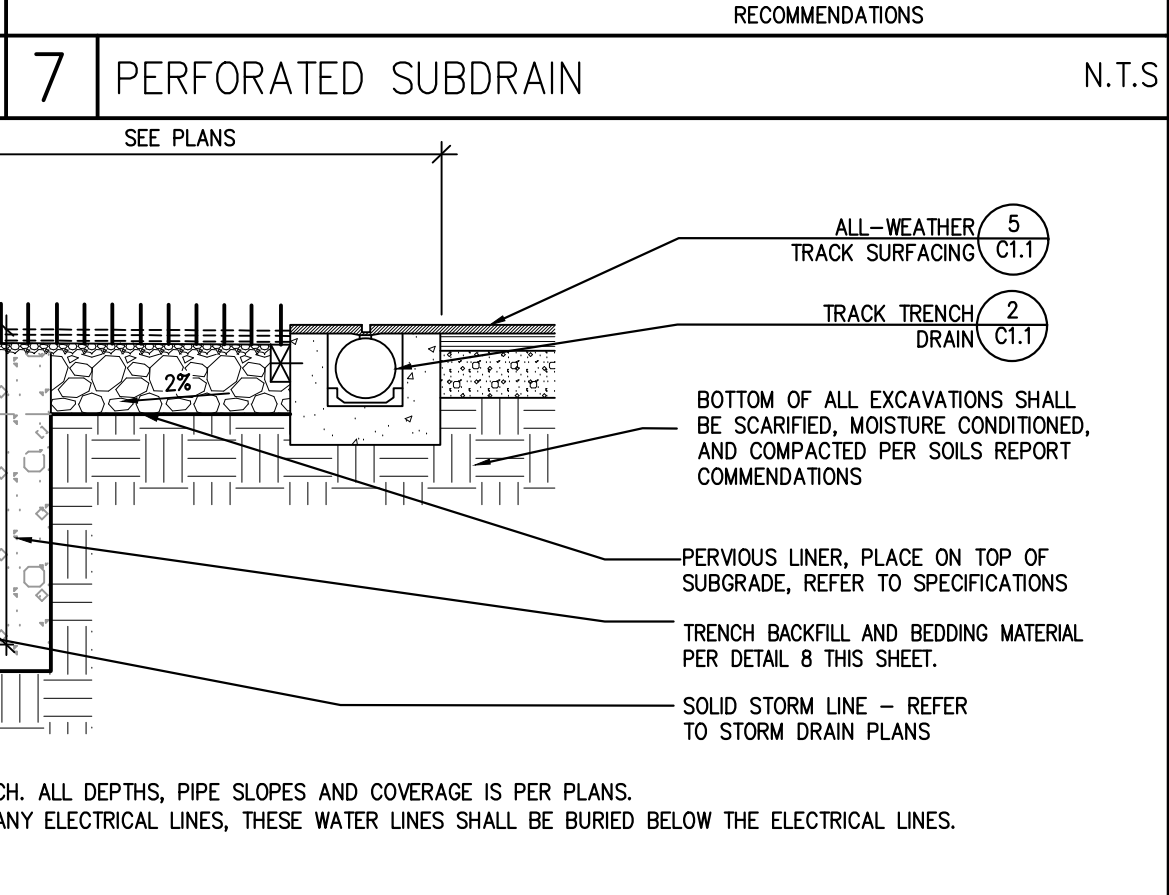 RECOMMENDATIONS
7
PERFORATED SUBDRAIN
N.T.S
SEE PLANS
ALL-WEATHER
TRACK SURFACING
5
C1.1
TRACK TRENCH
DRAIN
2
C1.1
2%
BOTTOM OF ALL EXCAVATIONS SHALL
BE SCARIFIED, MOISTURE CONDITIONED,
AND COMPACTED PER SOILS REPORT
COMMENDATIONS
PERVIOUS LINER, PLACE ON TOP OF
SUBGRADE, REFER TO SPECIFICATIONS
TRENCH BACKFILL AND BEDDING MATERIAL
PER DETAIL 8 THIS SHEET.
SOLID STORM LINE - REFER
TO STORM DRAIN PLANS
CH. ALL DEPTHS, PIPE SLOPES AND COVERAGE IS PER PLANS.
ANY ELECTRICAL LINES, THESE WATER LINES SHALL BE BURIED BELOW THE ELECTRICAL LINES.